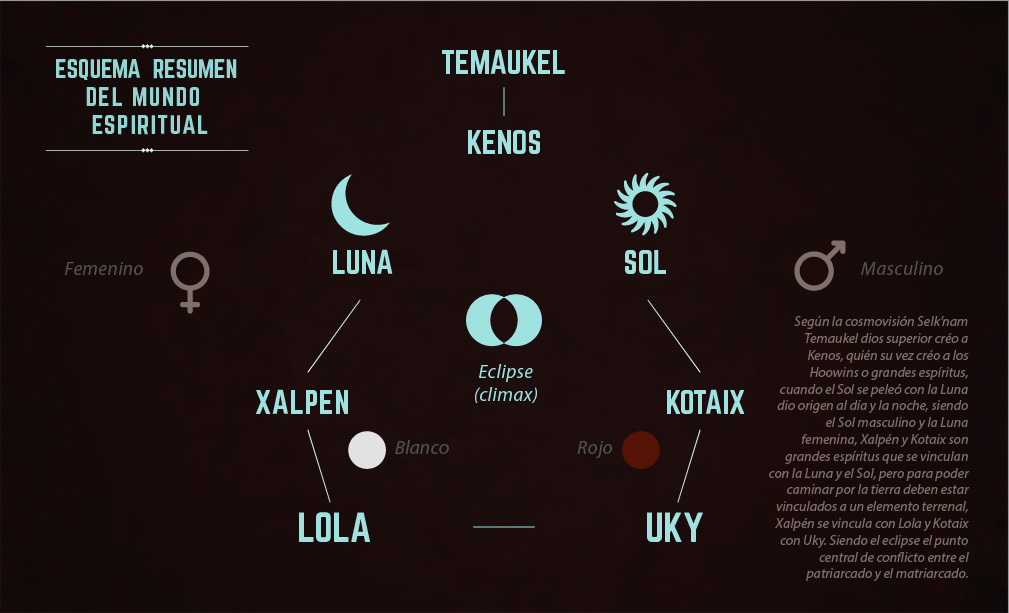 ESQUEMA RESUMEN
DEL MUNDO
ESPIRITUAL
TEMAUKEL
KENOS
LUNA
SOL
Femenino
Masculino
Eclipse
(climax)
XALPEN
KOTAIX
Blanco
Rojo
LOLA
UKY
Según la cosmovisión Selk'nam
Temaukel dios superior créo a
Kenos, quién su vez créo a los
Hoowins o grandes espíritus,
cuando el Sol se peleó con la Luna
dio origen al día y la noche, siendo
el Sol masculino y la Luna
femenina, Xalpén y Kotaix son
grandes espíritus que se vinculan
con la Luna y el Sol, pero para poder
caminar por la tierra deben estar
vinculados a un elemento terrenal,
Xalpén se vincula con Lola y Kotaix
con Uky. Siendo el eclipse el punto
central de conflicto entre el
patriarcado y el matriarcado.